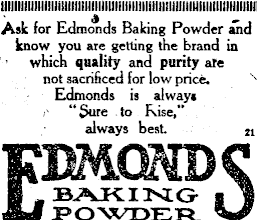 Ask for Edmonds Baking Powder and
know you are getting the brand in
which quality and purity are
not sacrificed for low price.
Edmonds is always
"Sure to Rise,"
always best.
21
EDMONDS
BAKING
POWDER